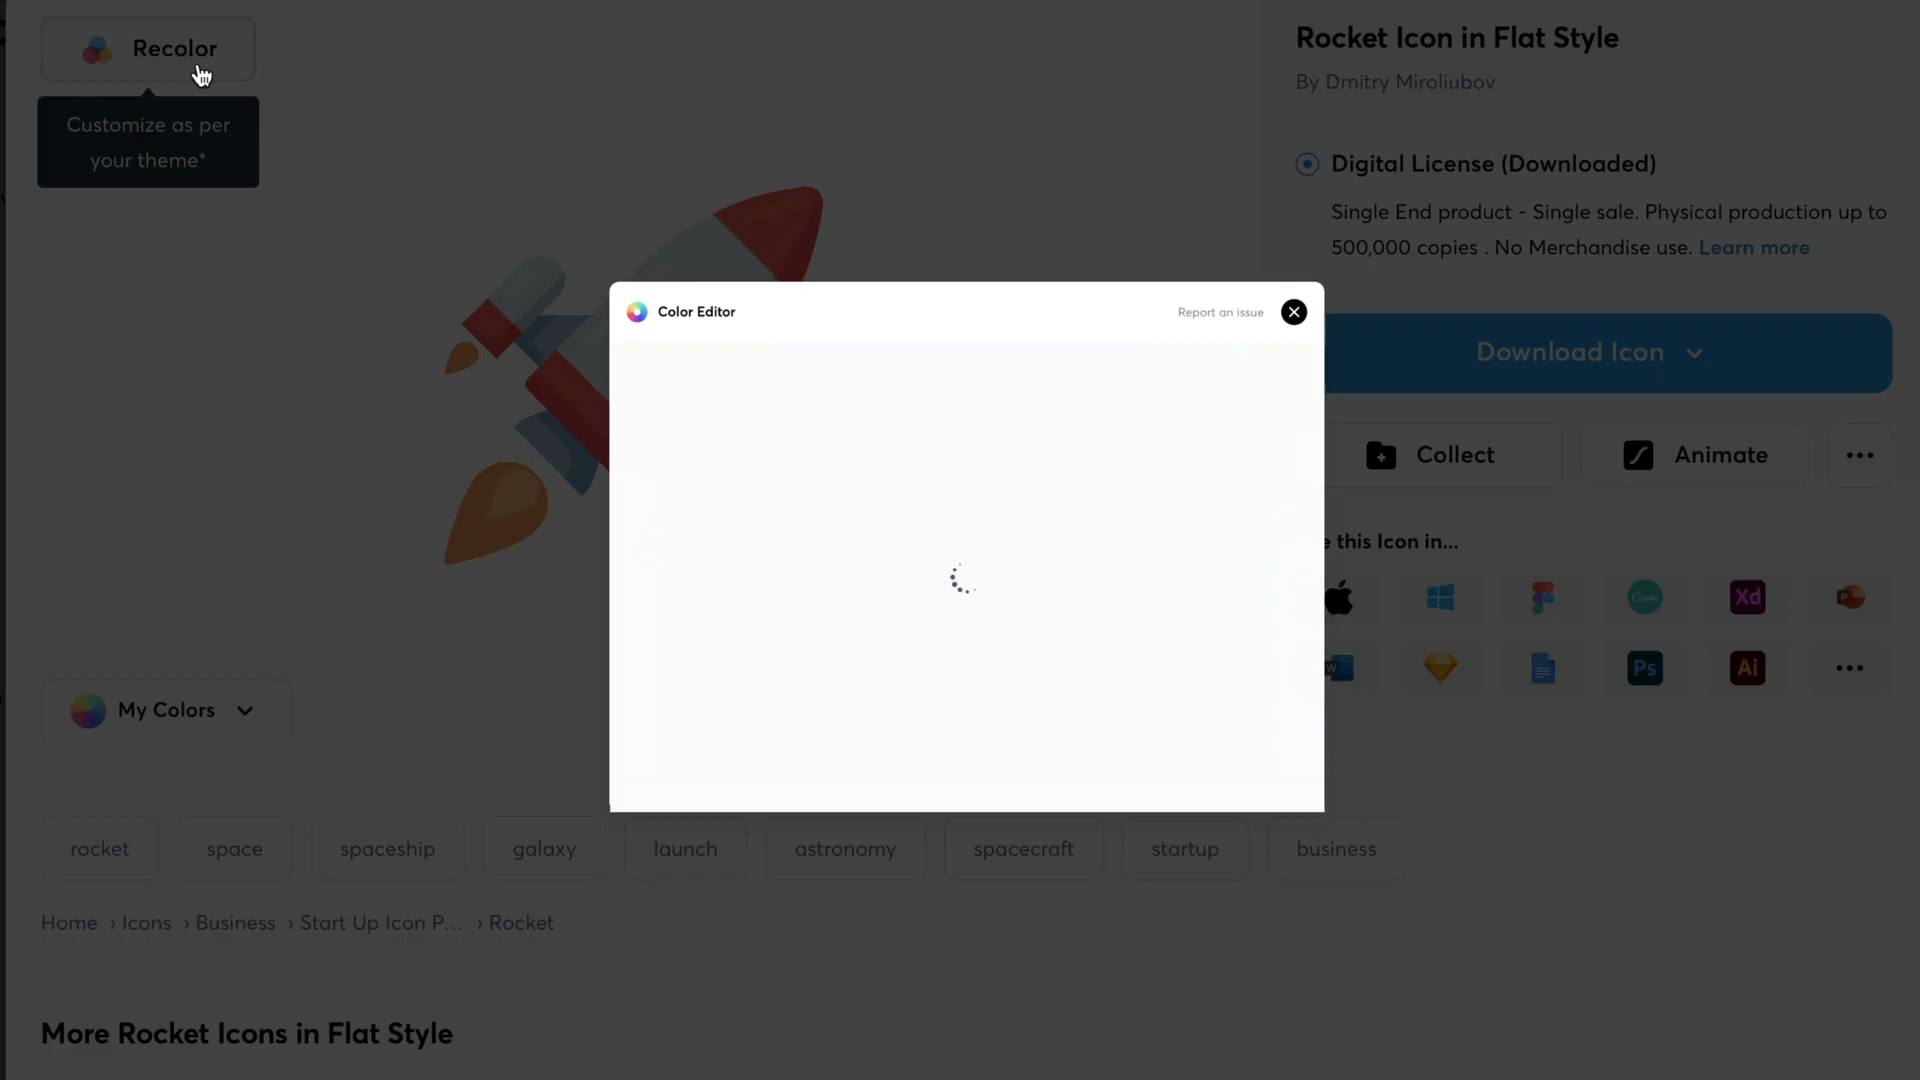 Recolor
Customize as per
your theme*
Rocket Icon in Flat Style
By Dmitry Miroliubov
Digital License (Downloaded)
Single End product - Single sale. Physical production up to
500,000 copies . No Merchandise use. Learn more
Color Editor
Report an issue
Download Icon
Collect
Animate
this Icon in...
Canva
Xd
P
W
Ps
Ai
My Colors
rocket
space
spaceship
galaxy
launch
astronomy
spacecraft
startup
business
Home › Icons › Business › Start Up Icon P... › Rocket
More Rocket Icons in Flat Style